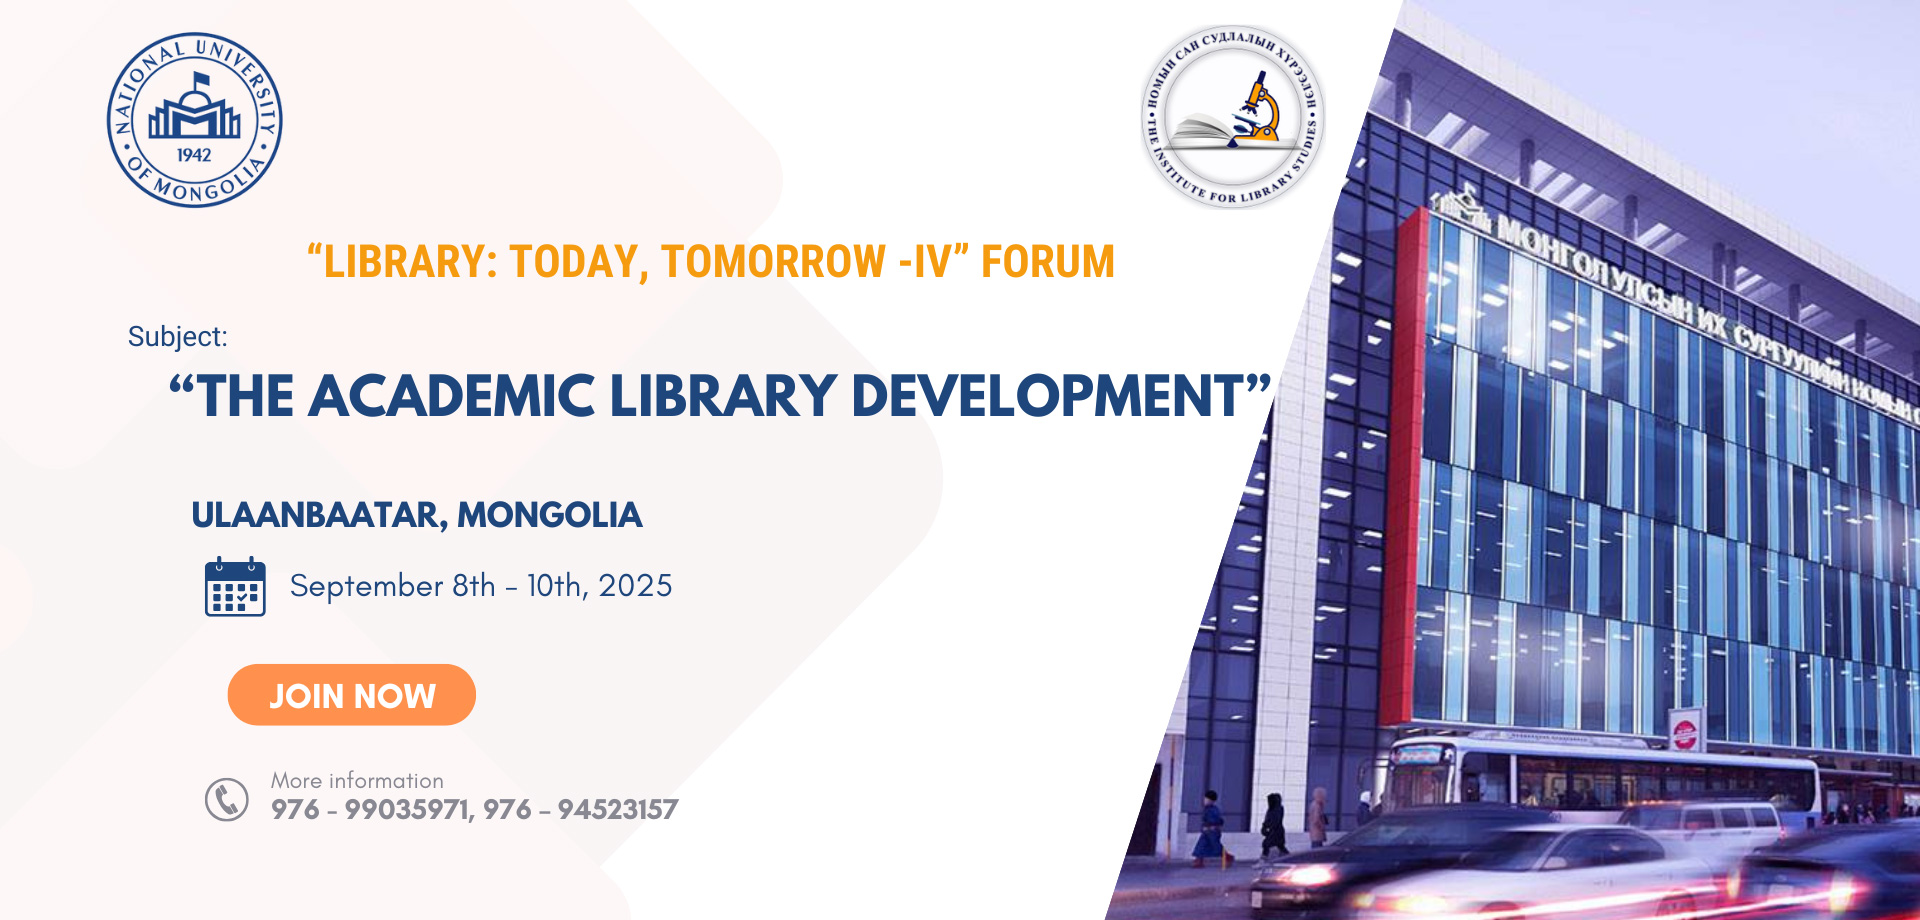 NATIONAL UNIVERSITY
OF MONGOLIA
1942
НОМЫН САН СУДЛАЛЫН ХҮРЭЭЛЭН
THE INSTITUTE FOR LIBRARY STUDIES
“LIBRARY: TODAY, TOMORROW -IV” FORUM
Subject:
“THE ACADEMIC LIBRARY DEVELOPMENT”
ULAANBAATAR, MONGOLIA
September 8th - 10th, 2025
JOIN NOW
More information
976 - 99035971, 976 - 94523157
МОНГОЛ УЛСЫН ИХ СУРГУУЛИЙН НОМЫН